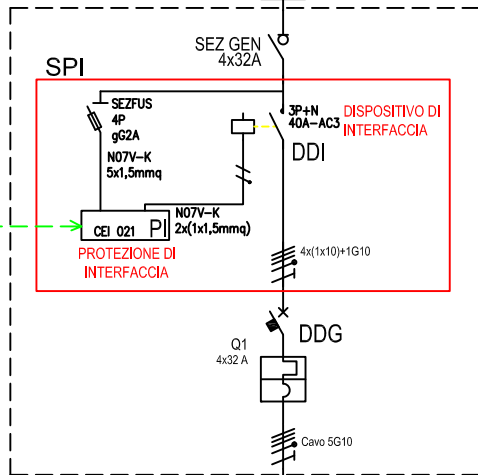 SEZ GEN
4x32A
SPI
SEZFUS
4P
gG2A
N07V-K
5x1,5mmq
3P+N
40A-AC3
DISPOSITIVO DI
INTERFACCIA
DDI
N07V-K
2x(1x1,5mmq)
CEI 021
PI
PROTEZIONE DI
INTERFACCIA
4x(1x10)+1G10
DDG
Q1
4x32 A
Cavo 5G10